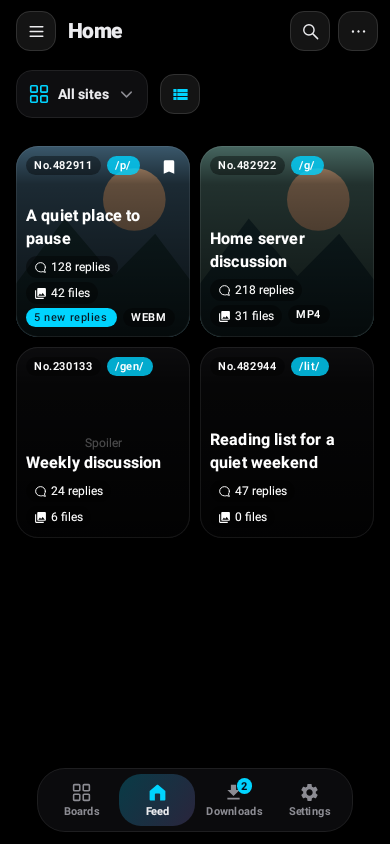 Home
All sites
No.482911 /p/
A quiet place to
pause
128 replies
42 files
5 new replies WEBM
No.482922 /g/
Home server
discussion
218 replies
31 files MP4
No.230133 /gen/
Spoiler
Weekly discussion
24 replies
6 files
No.482944 /lit/
Reading list for a
quiet weekend
47 replies
0 files
2
Boards Feed Downloads Settings